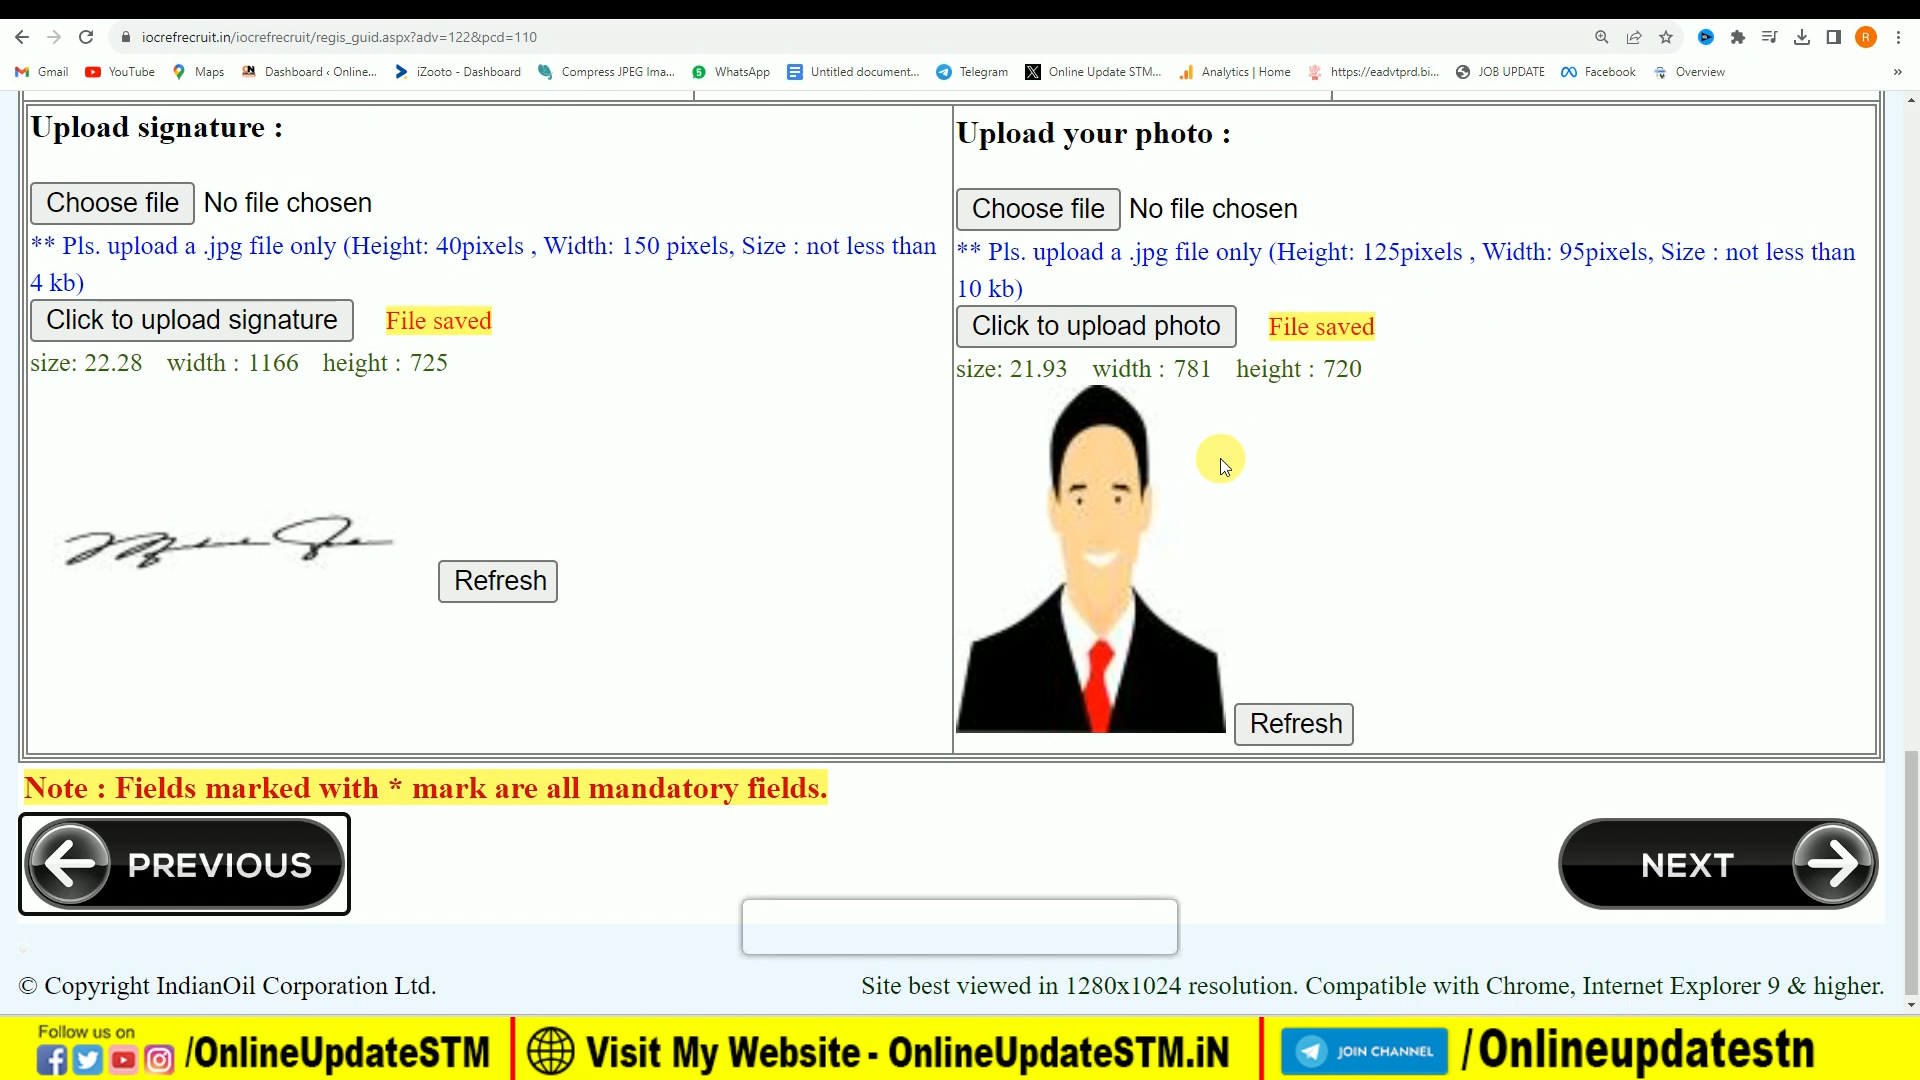 iocrefrecruit.in/iocrefrecruit/regis_guid.aspx?adv=122&pcd=110
R
Gmail YouTube Maps Dashboard ‹ Online... iZooto - Dashboard Compress JPEG Ima... WhatsApp Untitled document... Telegram Online Update STM... Analytics | Home https://eadvtprd.bi... JOB UPDATE Facebook Overview »
Upload signature :
Choose file No file chosen
** Pls. upload a .jpg file only (Height: 40pixels , Width: 150 pixels, Size : not less than
4 kb)
Click to upload signature File saved
size: 22.28 width : 1166 height : 725
Refresh
Upload your photo :
Choose file No file chosen
** Pls. upload a .jpg file only (Height: 125pixels , Width: 95pixels, Size : not less than
10 kb)
Click to upload photo File saved
size: 21.93 width : 781 height : 720
Refresh
Note : Fields marked with * mark are all mandatory fields.
PREVIOUS
NEXT
© Copyright IndianOil Corporation Ltd.
Site best viewed in 1280x1024 resolution. Compatible with Chrome, Internet Explorer 9 & higher.
Follow us on
/OnlineUpdateSTM
Visit My Website - OnlineUpdateSTM.iN
JOIN CHANNEL
/Onlineupdatestn